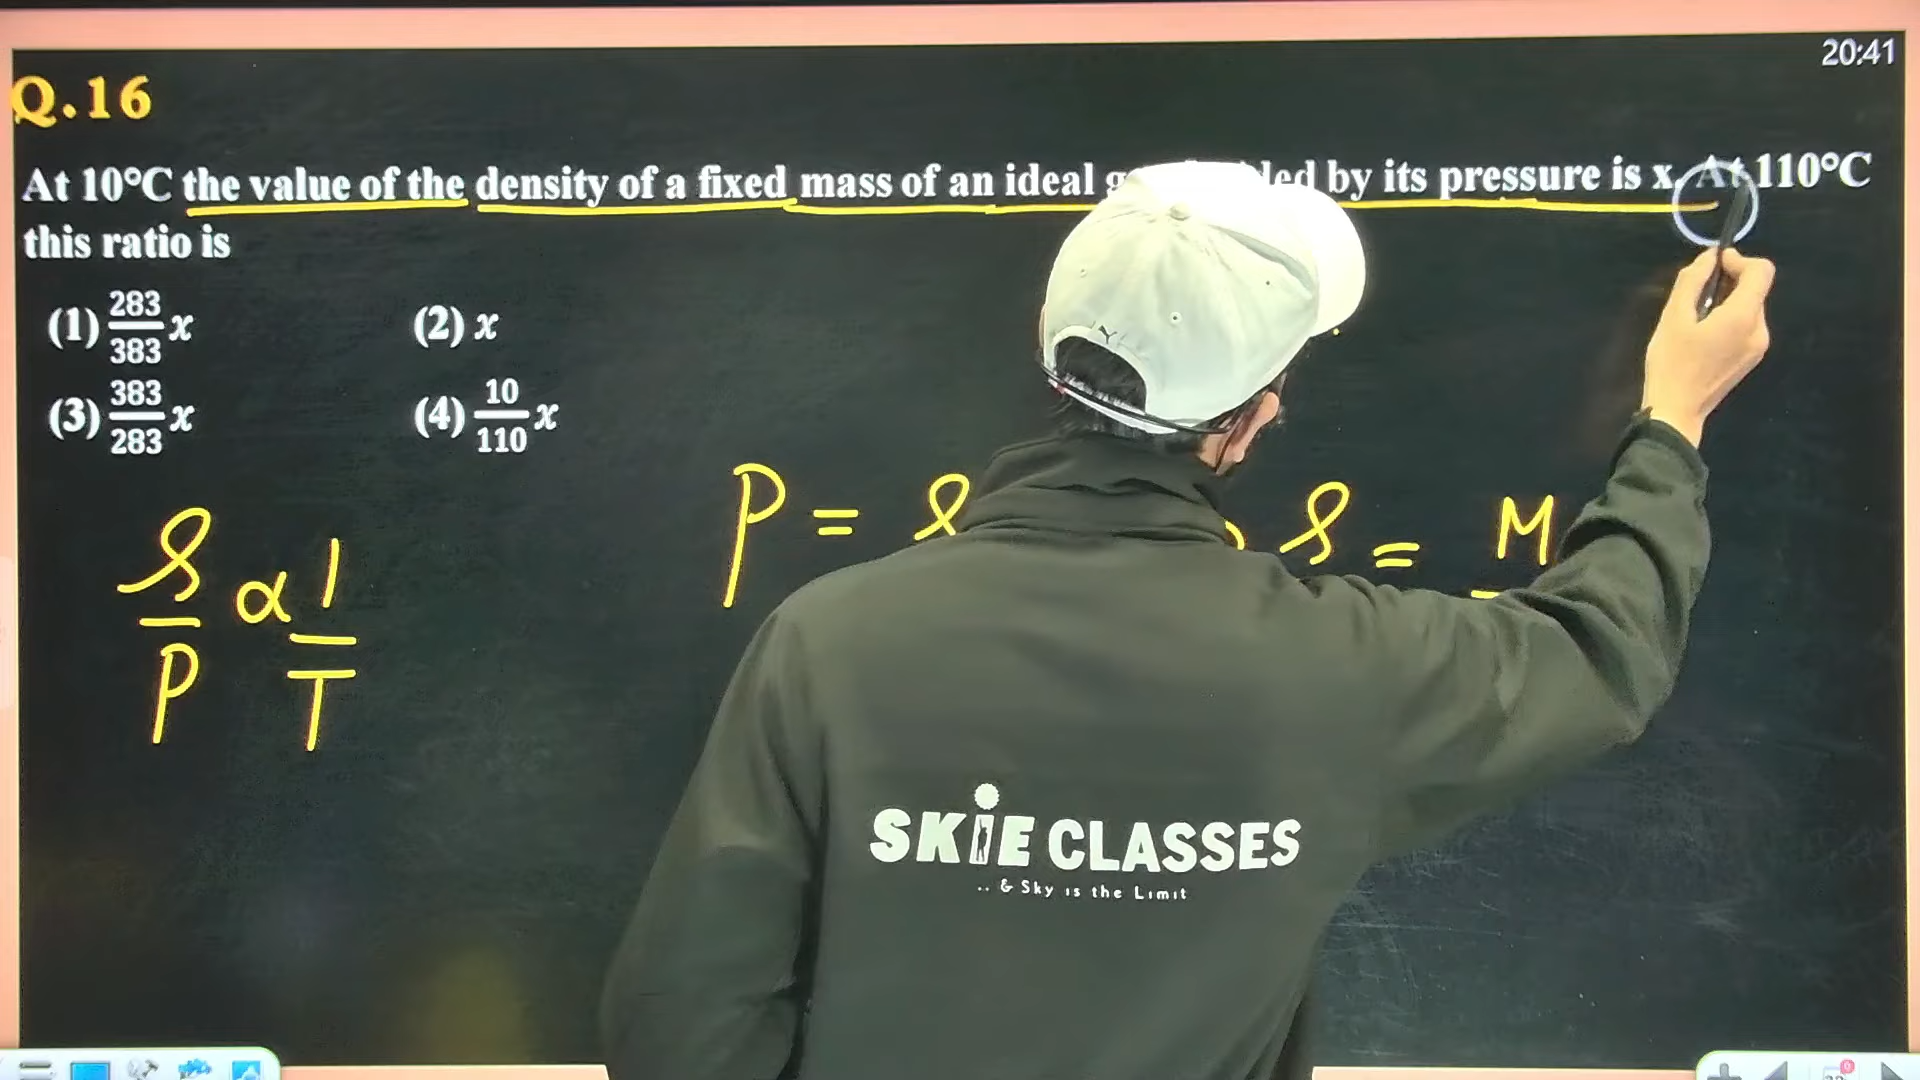 20:41
Q.16
At 10°C the value of the density of a fixed mass of an ideal by its pressure is x. At 110°C
this ratio is
(1) 283/383 x
(2) x
(3) 383/283 x
(4) 10/110 x
P =
ρ = M
ρ/P ∝ 1/T
SKiE CLASSES
.. & Sky is the Limit